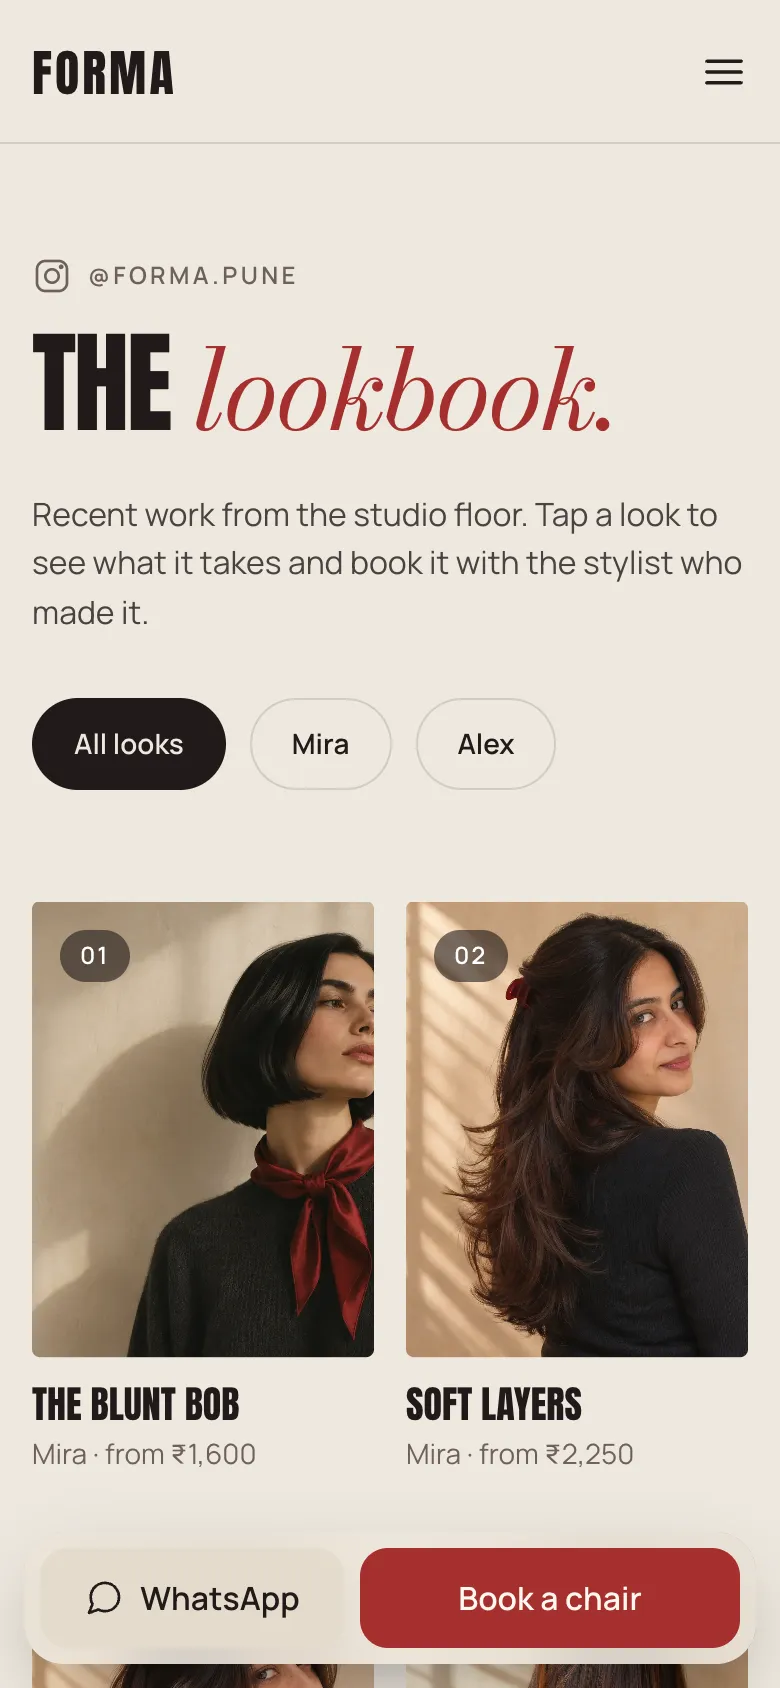 FORMA
@FORMA.PUNE
THE lookbook.
Recent work from the studio floor. Tap a look to
see what it takes and book it with the stylist who
made it.
All looks
Mira
Alex
01
02
THE BLUNT BOB
Mira · from ₹1,600
SOFT LAYERS
Mira · from ₹2,250
WhatsApp
Book a chair